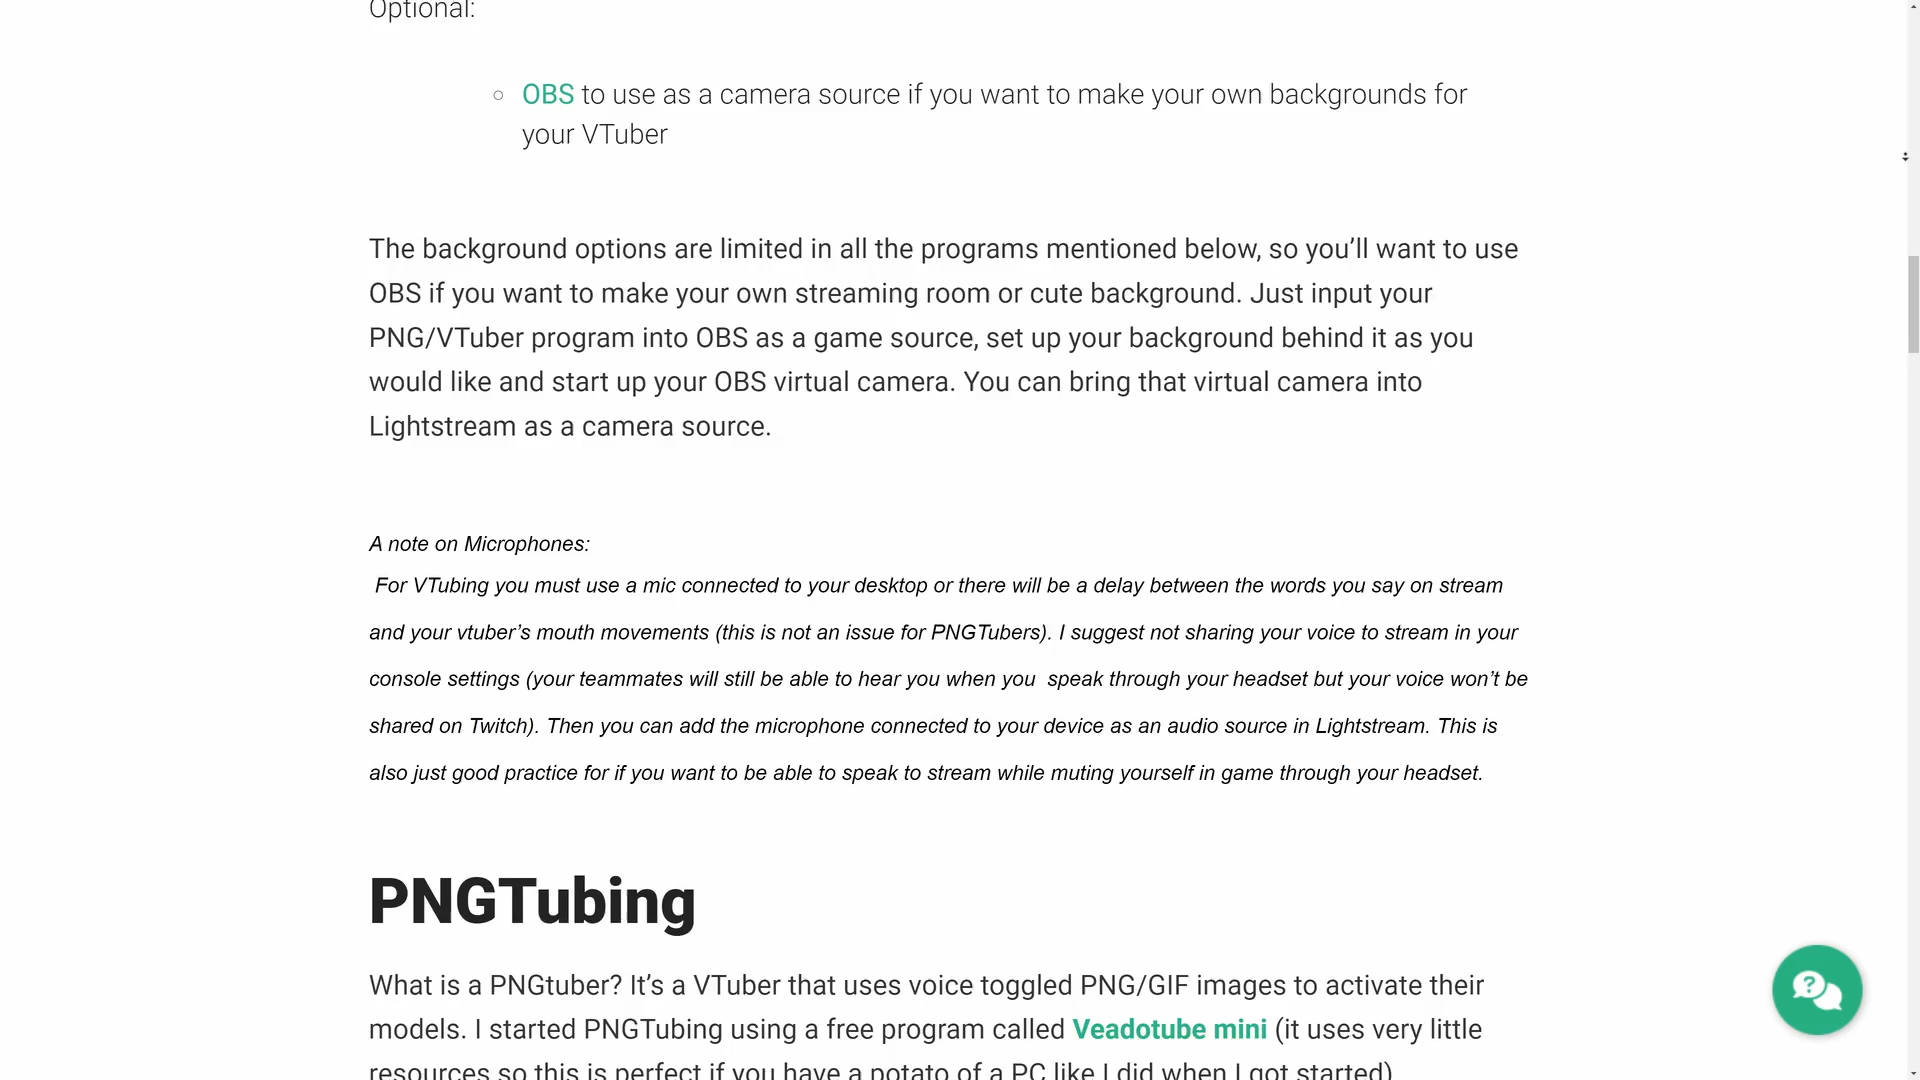 Optional:
OBS to use as a camera source if you want to make your own backgrounds for
your VTuber
The background options are limited in all the programs mentioned below, so you’ll want to use
OBS if you want to make your own streaming room or cute background. Just input your
PNG/VTuber program into OBS as a game source, set up your background behind it as you
would like and start up your OBS virtual camera. You can bring that virtual camera into
Lightstream as a camera source.
A note on Microphones:
For VTubing you must use a mic connected to your desktop or there will be a delay between the words you say on stream
and your vtuber’s mouth movements (this is not an issue for PNGTubers). I suggest not sharing your voice to stream in your
console settings (your teammates will still be able to hear you when you  speak through your headset but your voice won’t be
shared on Twitch). Then you can add the microphone connected to your device as an audio source in Lightstream. This is
also just good practice for if you want to be able to speak to stream while muting yourself in game through your headset.
PNGTubing
What is a PNGtuber? It’s a VTuber that uses voice toggled PNG/GIF images to activate their
models. I started PNGTubing using a free program called Veadotube mini (it uses very little
resources so this is perfect if you have a potato of a PC like I did when I got started)